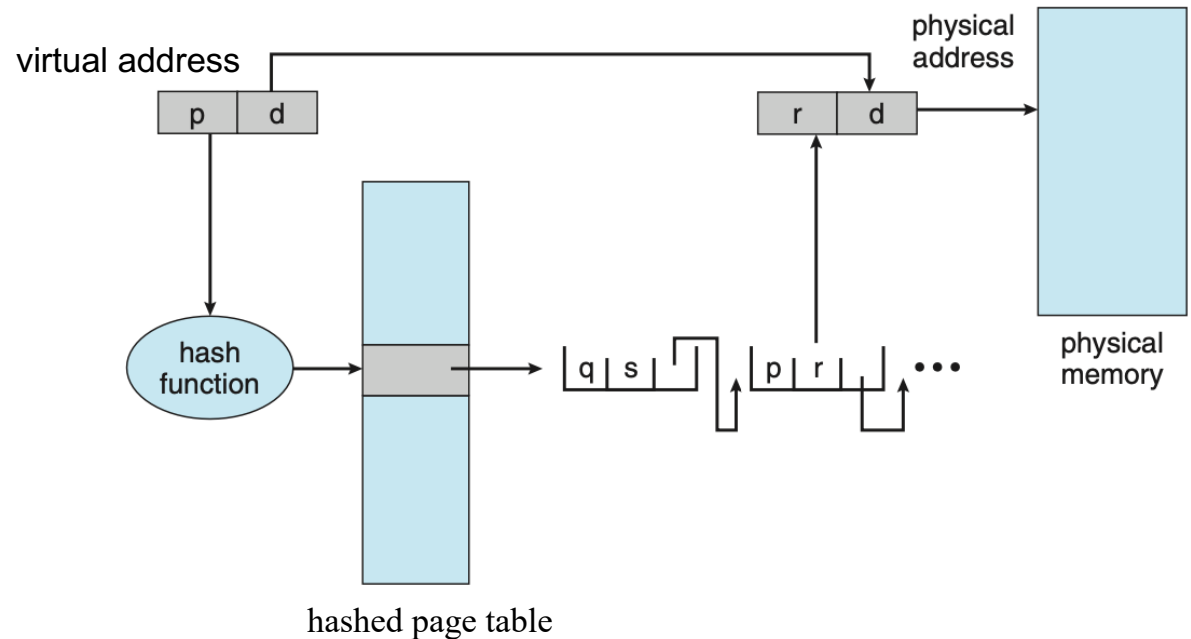 virtual address
p d
physical
address
r d
hash
function
q s
p r
•••
physical
memory
hashed page table